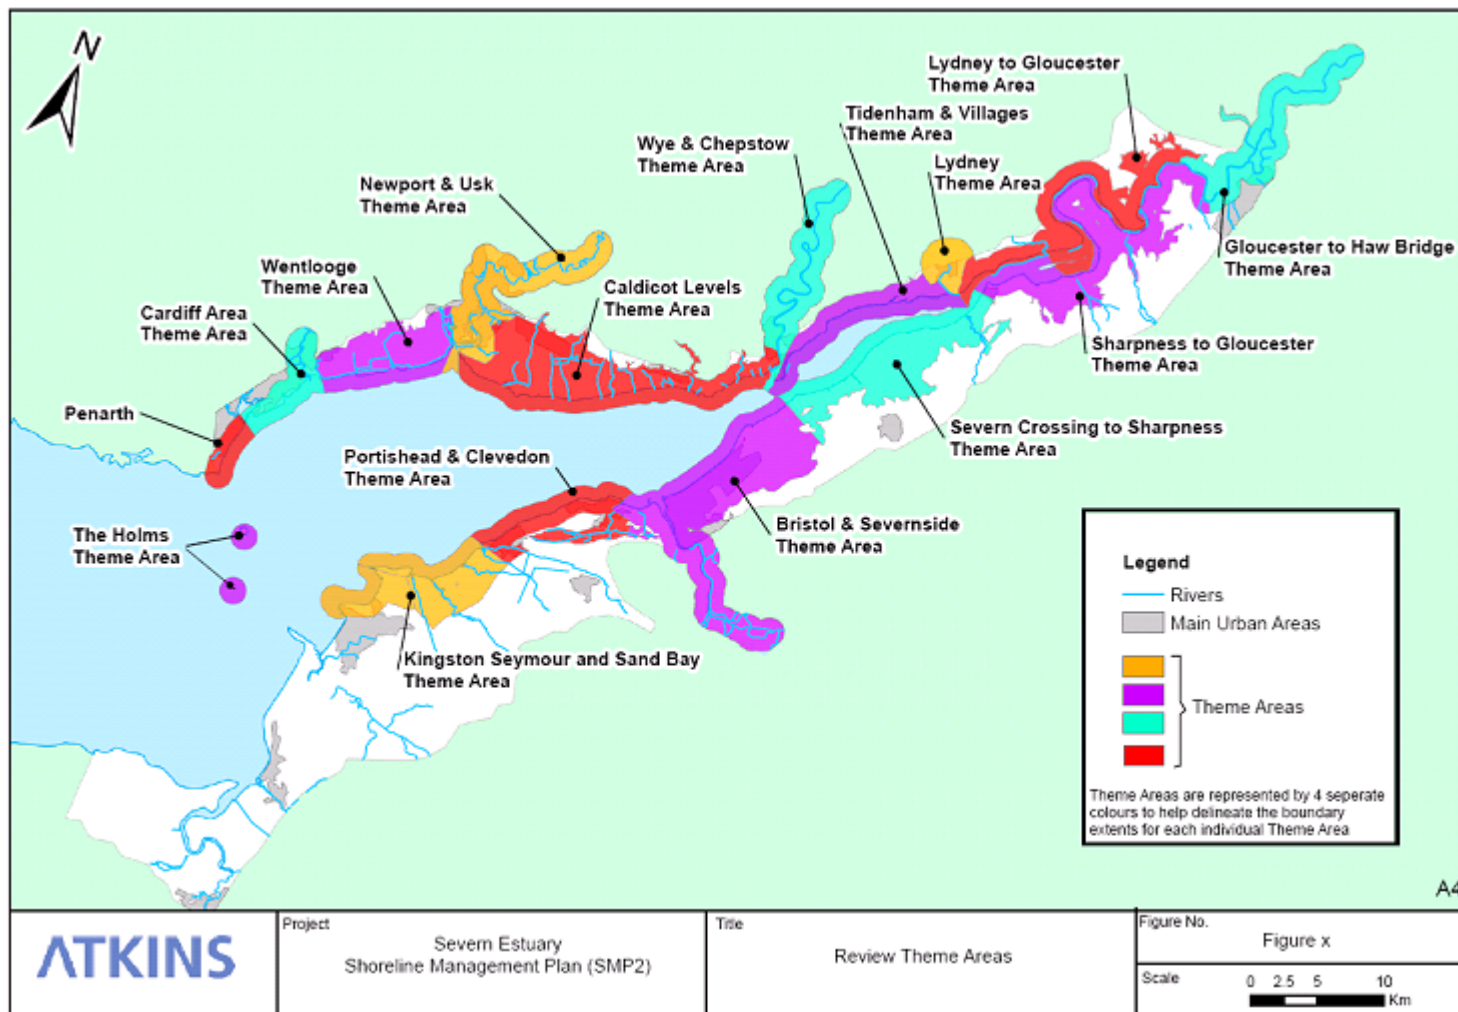 N
Lydney to Gloucester
Theme Area
Tidenham & Villages
Theme Area
Wye & Chepstow
Theme Area
Lydney
Theme Area
Newport & Usk
Theme Area
Gloucester to Haw Bridge
Theme Area
Wentlooge
Theme Area
Caldicot Levels
Theme Area
Cardiff Area
Theme Area
Sharpness to Gloucester
Theme Area
Penarth
Severn Crossing to Sharpness
Theme Area
Portishead & Clevedon
Theme Area
Bristol & Severnside
Theme Area
The Holms
Theme Area
Kingston Seymour and Sand Bay
Theme Area
Legend
Rivers
Main Urban Areas
Theme Areas
Theme Areas are represented by 4 seperate
colours to help delineate the boundary
extents for each individual Theme Area
A4
ATKINS
Project
Severn Estuary
Shoreline Management Plan (SMP2)
Title
Review Theme Areas
Figure No.
Figure x
Scale
0 2.5 5 10
Km